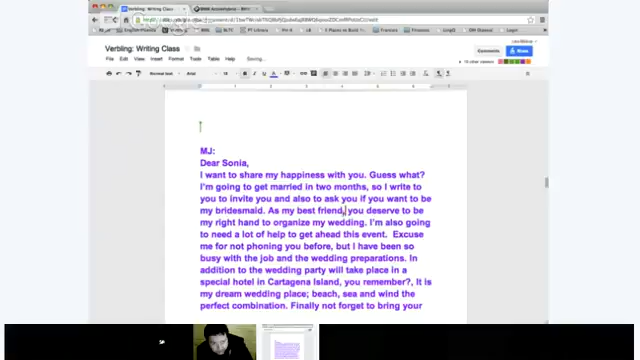 Verbling: Writing Class
File Edit View Insert Format Tools Table Help Saving...
Comments
Share
Normal text Arial 18
MJ:
Dear Sonia,
I want to share my happiness with you. Guess what?
I'm going to get married in two months, so I write to
you to invite you and also to ask you if you want to be
my bridesmaid. As my best friend, you deserve to be
my right hand to organize my wedding. I'm also going
to need a lot of help to get ahead this event. Excuse
me for not phoning you before, but I have been so
busy with the job and the wedding preparations. In
addition to the wedding party will take place in a
special hotel in Cartagena Island, you remember?, It is
my dream wedding place; beach, sea and wind the
perfect combination. Finally not forget to bring your